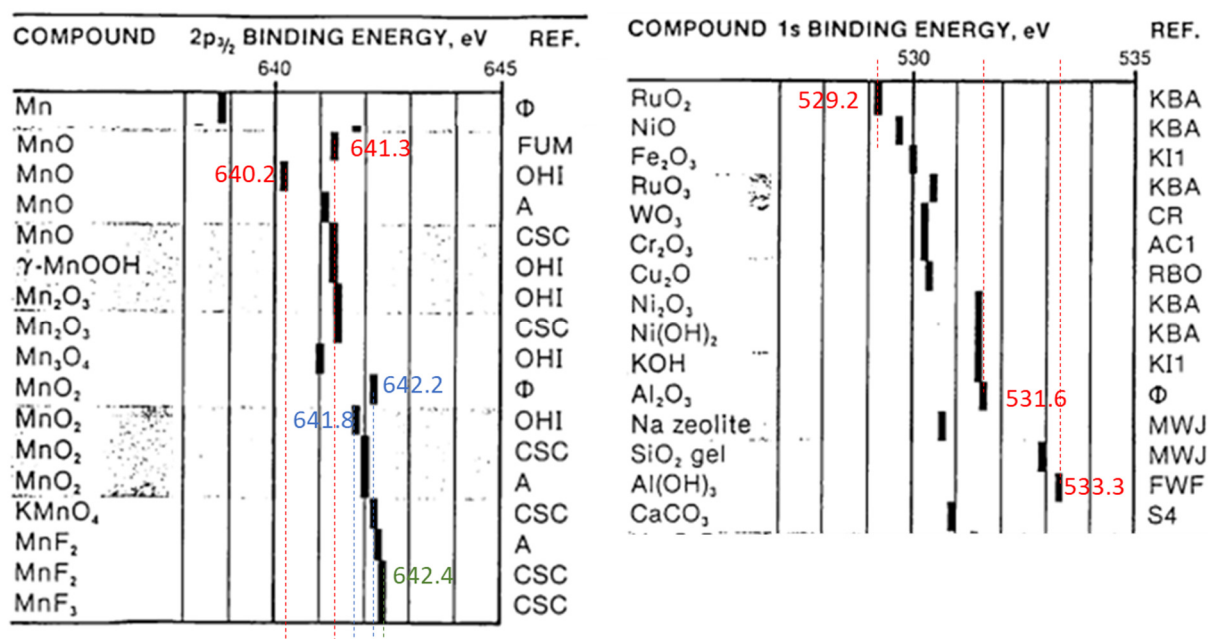 COMPOUND 2p3/2 BINDING ENERGY, eV REF.
640 645
Mn Φ
MnO 641.3 FUM
MnO 640.2 OHI
MnO A
MnO CSC
γ-MnOOH OHI
Mn₂O₃ OHI
Mn₂O₃ CSC
Mn₃O₄ OHI
MnO₂ 642.2 Φ
MnO₂ 641.8 OHI
MnO₂ CSC
MnO₂ A
KMnO₄ CSC
MnF₂ A
MnF₂ 642.4 CSC
MnF₃ CSC
COMPOUND 1s BINDING ENERGY, eV REF.
530 535
RuO₂ 529.2 KBA
NiO KBA
Fe₂O₃ KI1
RuO₃ KBA
WO₃ CR
Cr₂O₃ AC1
Cu₂O RBO
Ni₂O₃ KBA
Ni(OH)₂ KBA
KOH KI1
Al₂O₃ 531.6 Φ
Na zeolite MWJ
SiO₂ gel MWJ
Al(OH)₃ 533.3 FWF
CaCO₃ S4